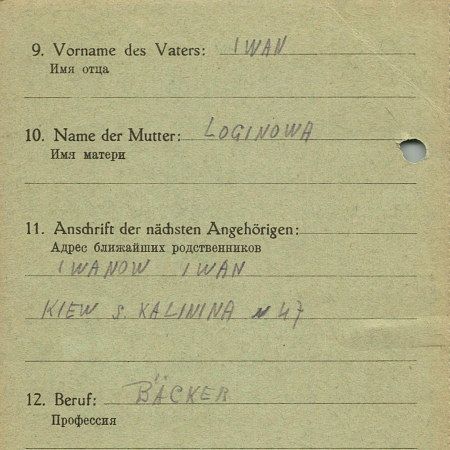 9. Vorname des Vaters: IWAN
Имя отца
10. Name der Mutter: LOGINOWA
Имя матери
11. Anschrift der nächsten Angehörigen:
Адрес ближайших родственников
IWANOW IWAN
KIEW S. KALININA N 47
12. Beruf: BÄCKER
Профессия